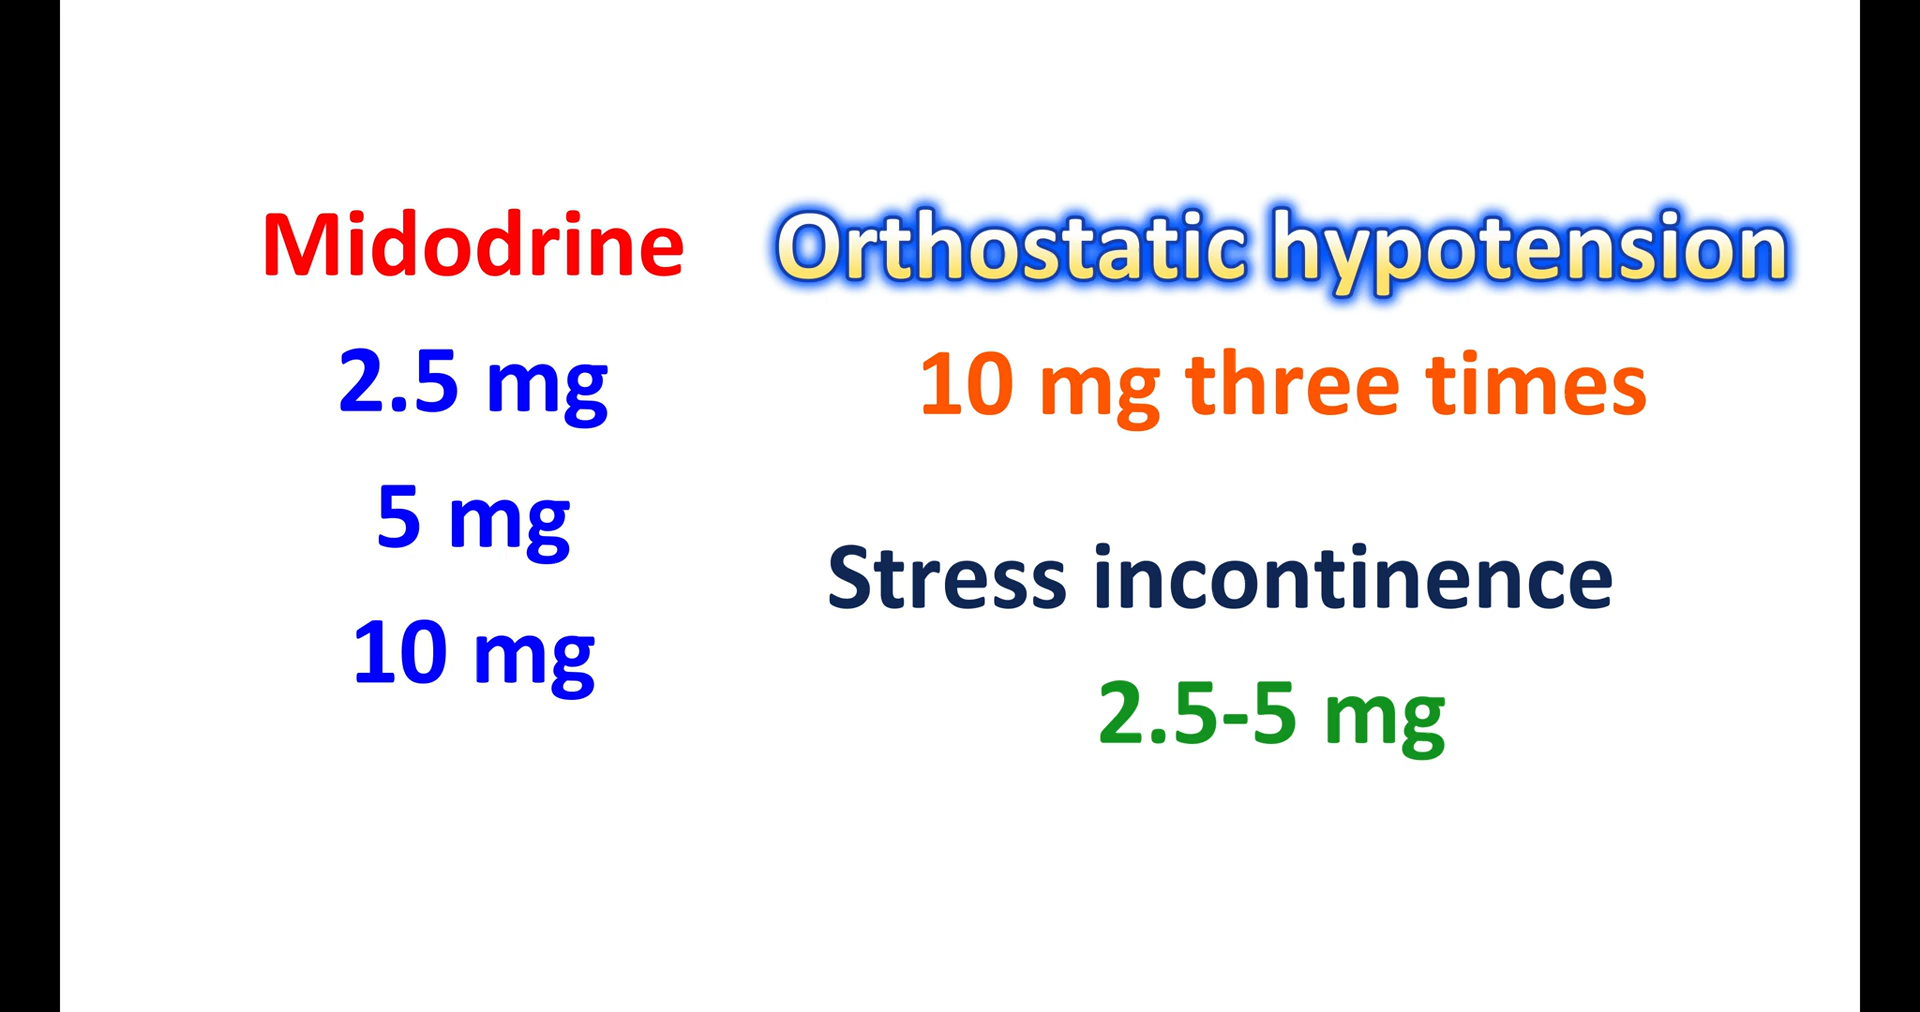 Midodrine
2.5 mg
5 mg
10 mg
Orthostatic hypotension
10 mg three times
Stress incontinence
2.5-5 mg